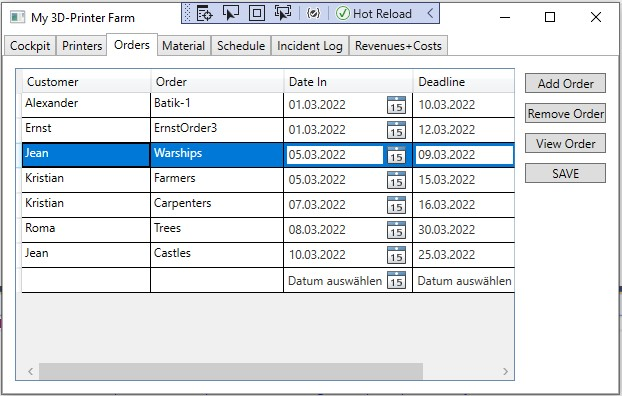 My 3D-Printer Farm
Hot Reload
Cockpit Printers Orders Material Schedule Incident Log Revenues+Costs
Customer Order Date In Deadline
Alexander Batik-1 01.03.2022 15 10.03.2022
Ernst ErnstOrder3 01.03.2022 15 12.03.2022
Jean Warships 05.03.2022 15 09.03.2022
Kristian Farmers 05.03.2022 15 15.03.2022
Kristian Carpenters 07.03.2022 15 16.03.2022
Roma Trees 08.03.2022 15 30.03.2022
Jean Castles 10.03.2022 15 25.03.2022
Datum auswählen 15 Datum auswählen
Add Order
Remove Order
View Order
SAVE